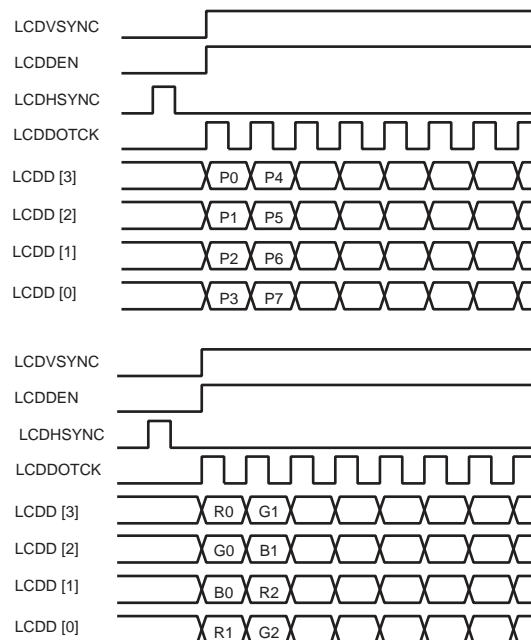 LCDVSYNC
LCDDEN
LCDHSYNC
LCDDOTCK
LCDD [3] P0 P4
LCDD [2] P1 P5
LCDD [1] P2 P6
LCDD [0] P3 P7
LCDVSYNC
LCDDEN
LCDHSYNC
LCDDOTCK
LCDD [3] R0 G1
LCDD [2] G0 B1
LCDD [1] B0 R2
LCDD [0] R1 G2